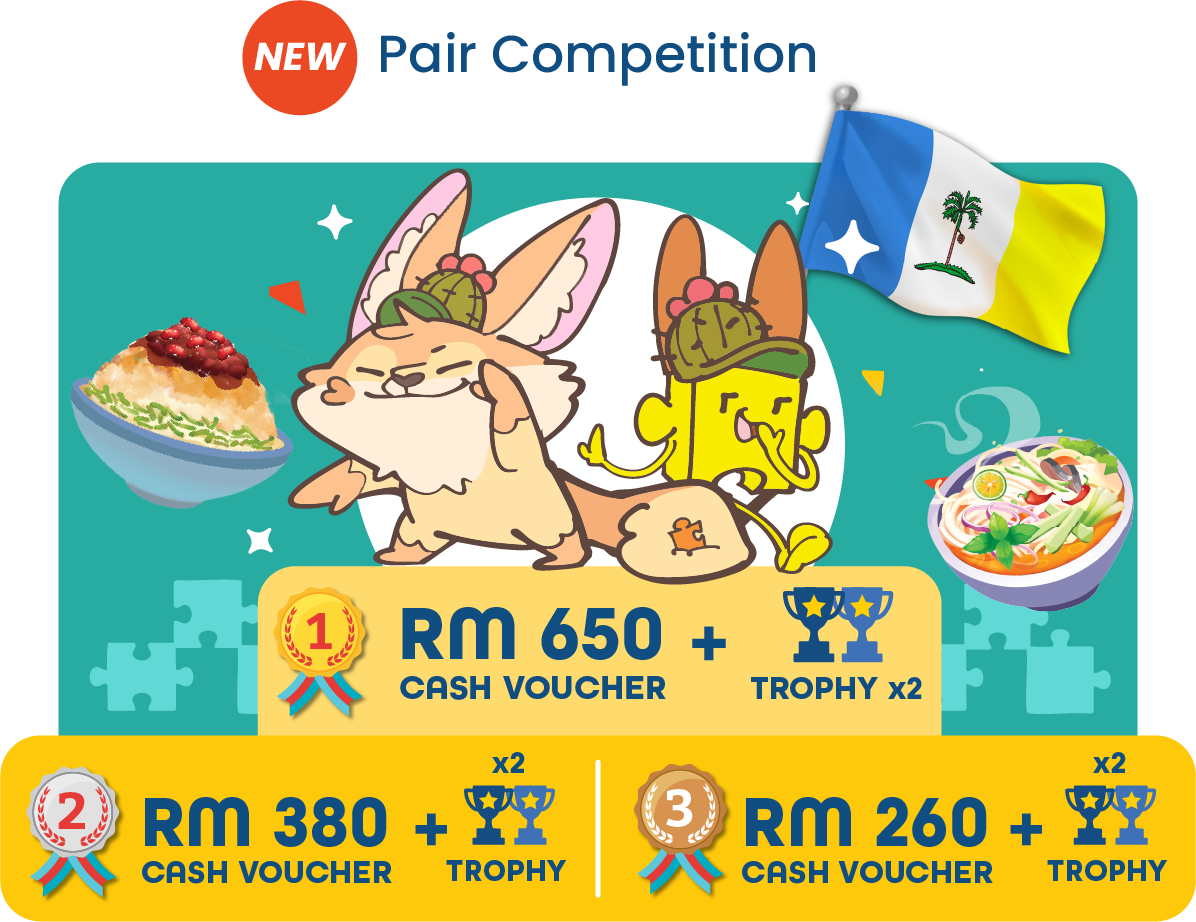 NEW Pair Competition
1 RM 650 +
CASH VOUCHER TROPHY x2
x2
2 RM 380 +
CASH VOUCHER TROPHY
x2
3 RM 260 +
CASH VOUCHER TROPHY